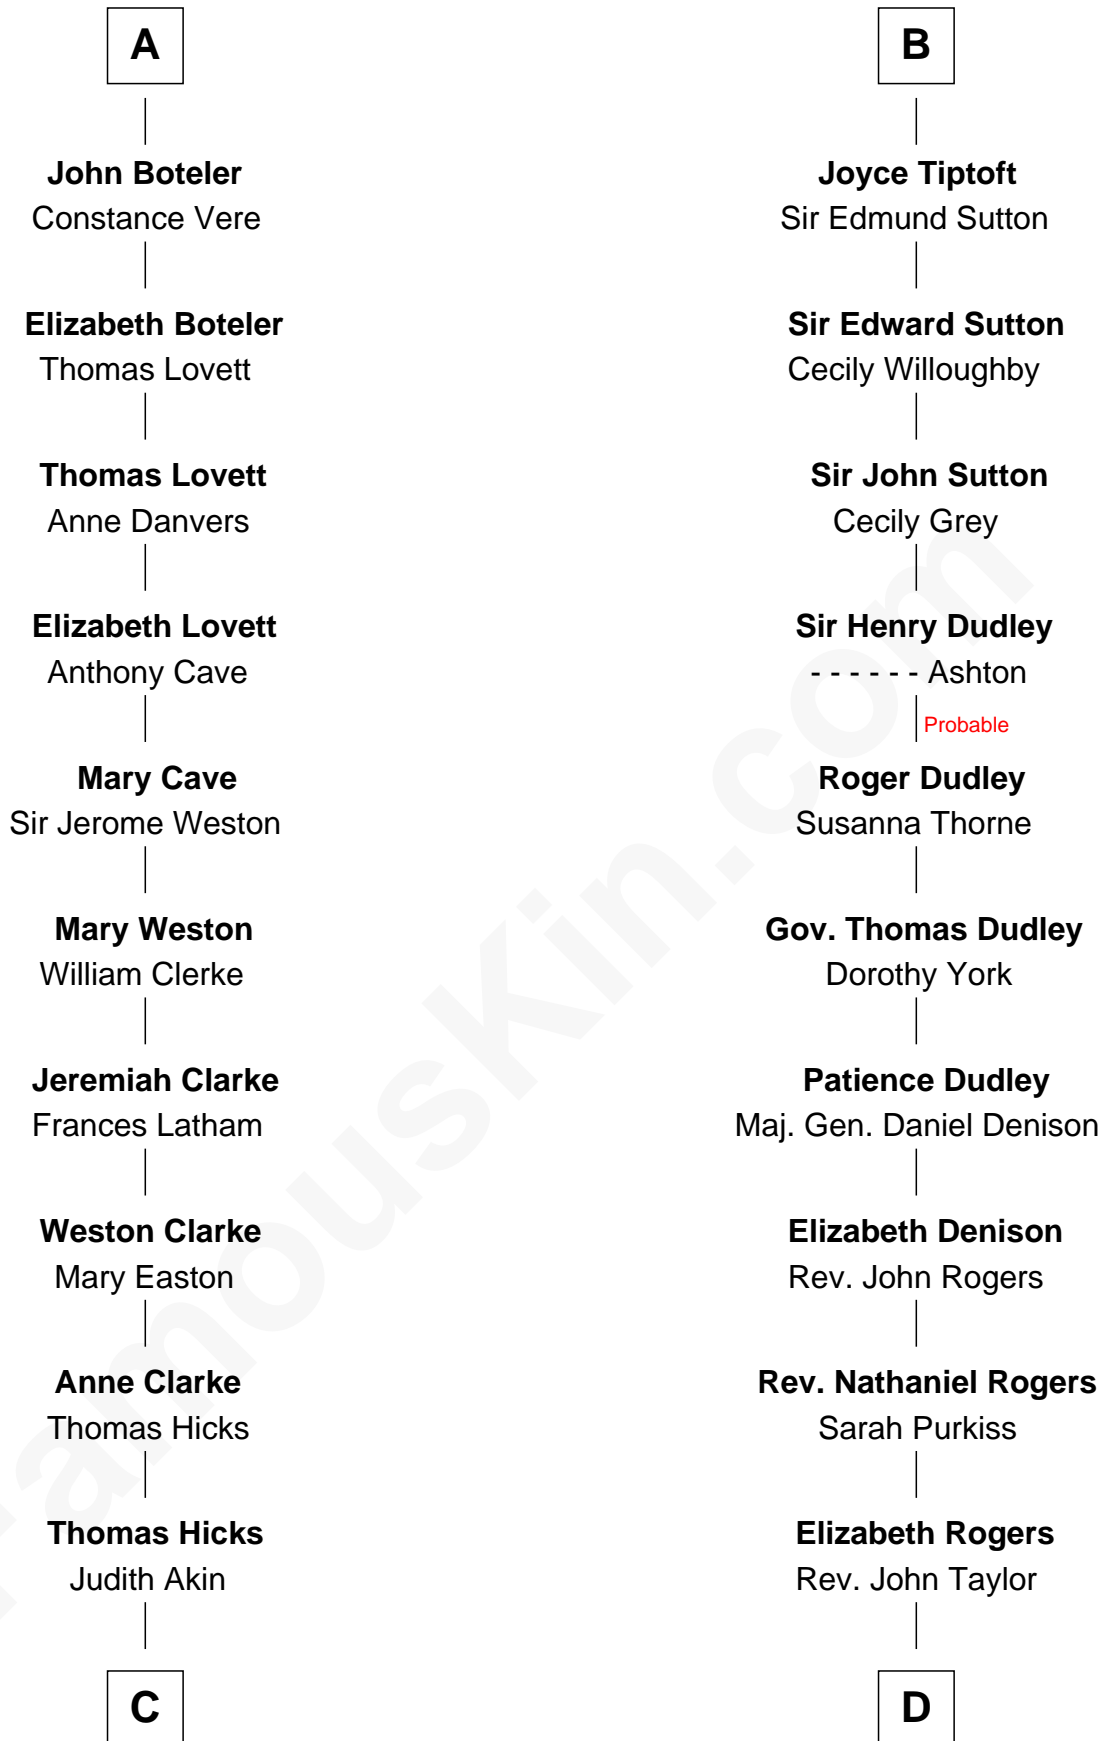 A
John Boteler
Constance Vere
Elizabeth Boteler
Thomas Lovett
Thomas Lovett
Anne Danvers
Elizabeth Lovett
Anthony Cave
Mary Cave
Sir Jerome Weston
Mary Weston
William Clerke
Jeremiah Clarke
Frances Latham
Weston Clarke
Mary Easton
Anne Clarke
Thomas Hicks
Thomas Hicks
Judith Akin
C
B
Joyce Tiptoft
Sir Edmund Sutton
Sir Edward Sutton
Cecily Willoughby
Sir John Sutton
Cecily Grey
Sir Henry Dudley
- - - - - - Ashton
Probable
Roger Dudley
Susanna Thorne
Gov. Thomas Dudley
Dorothy York
Patience Dudley
Maj. Gen. Daniel Denison
Elizabeth Denison
Rev. John Rogers
Rev. Nathaniel Rogers
Sarah Purkiss
Elizabeth Rogers
Rev. John Taylor
D
FamousKin.com